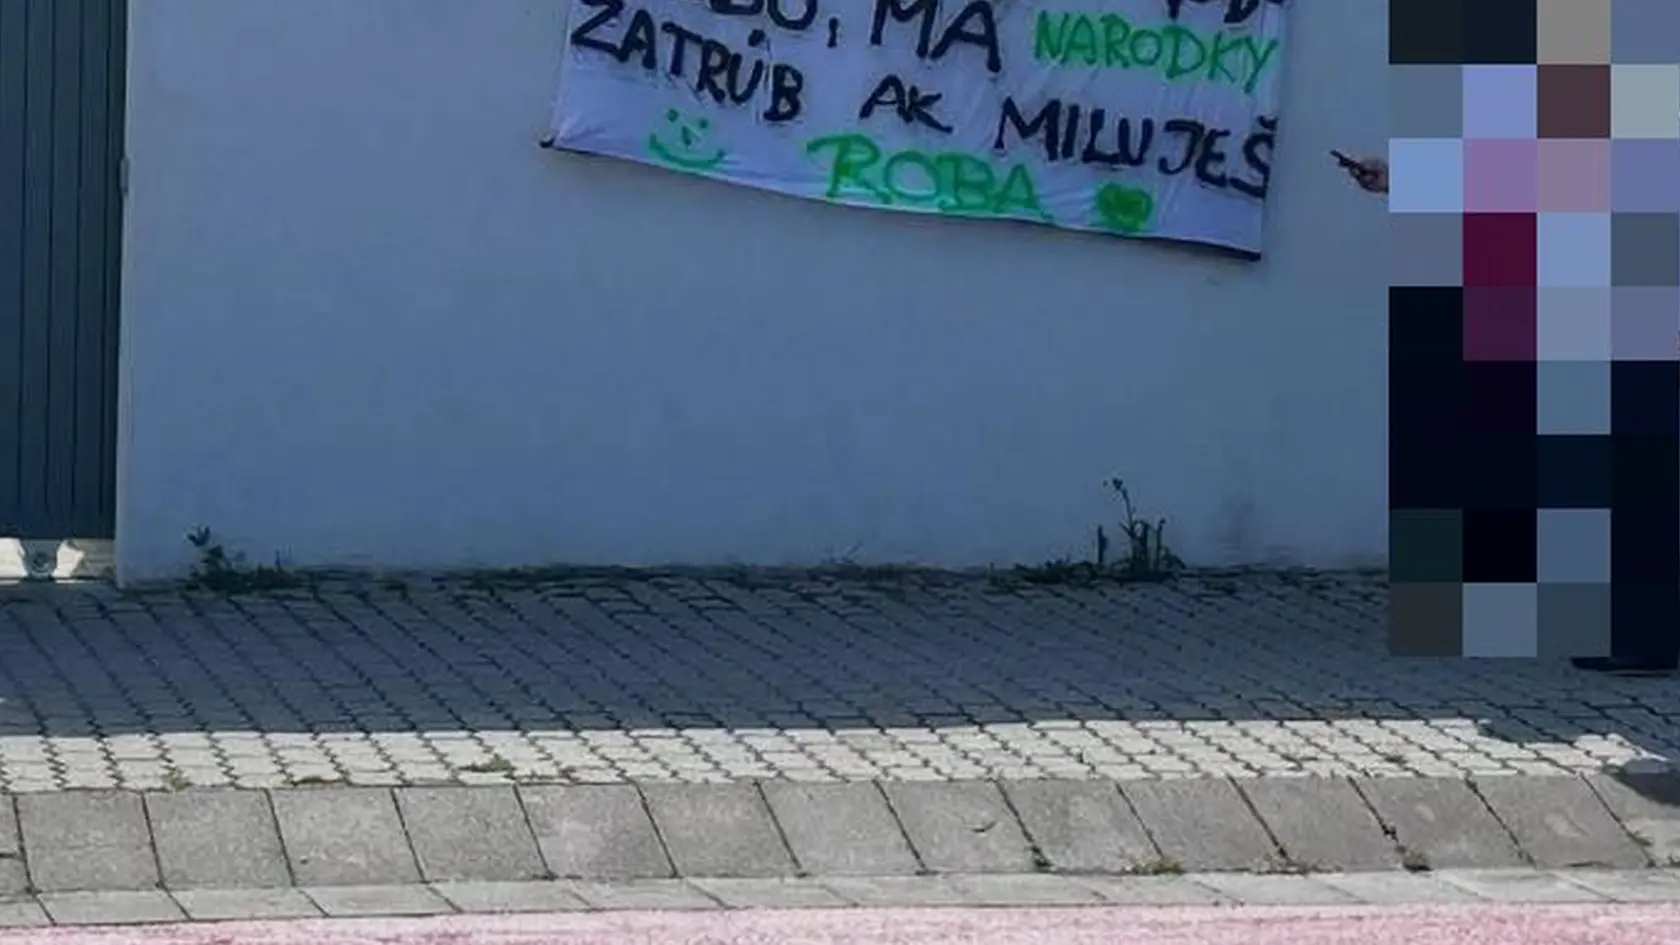 MÁ NARODKY
ZATRÚB AK MILUJEŠ
ROBA